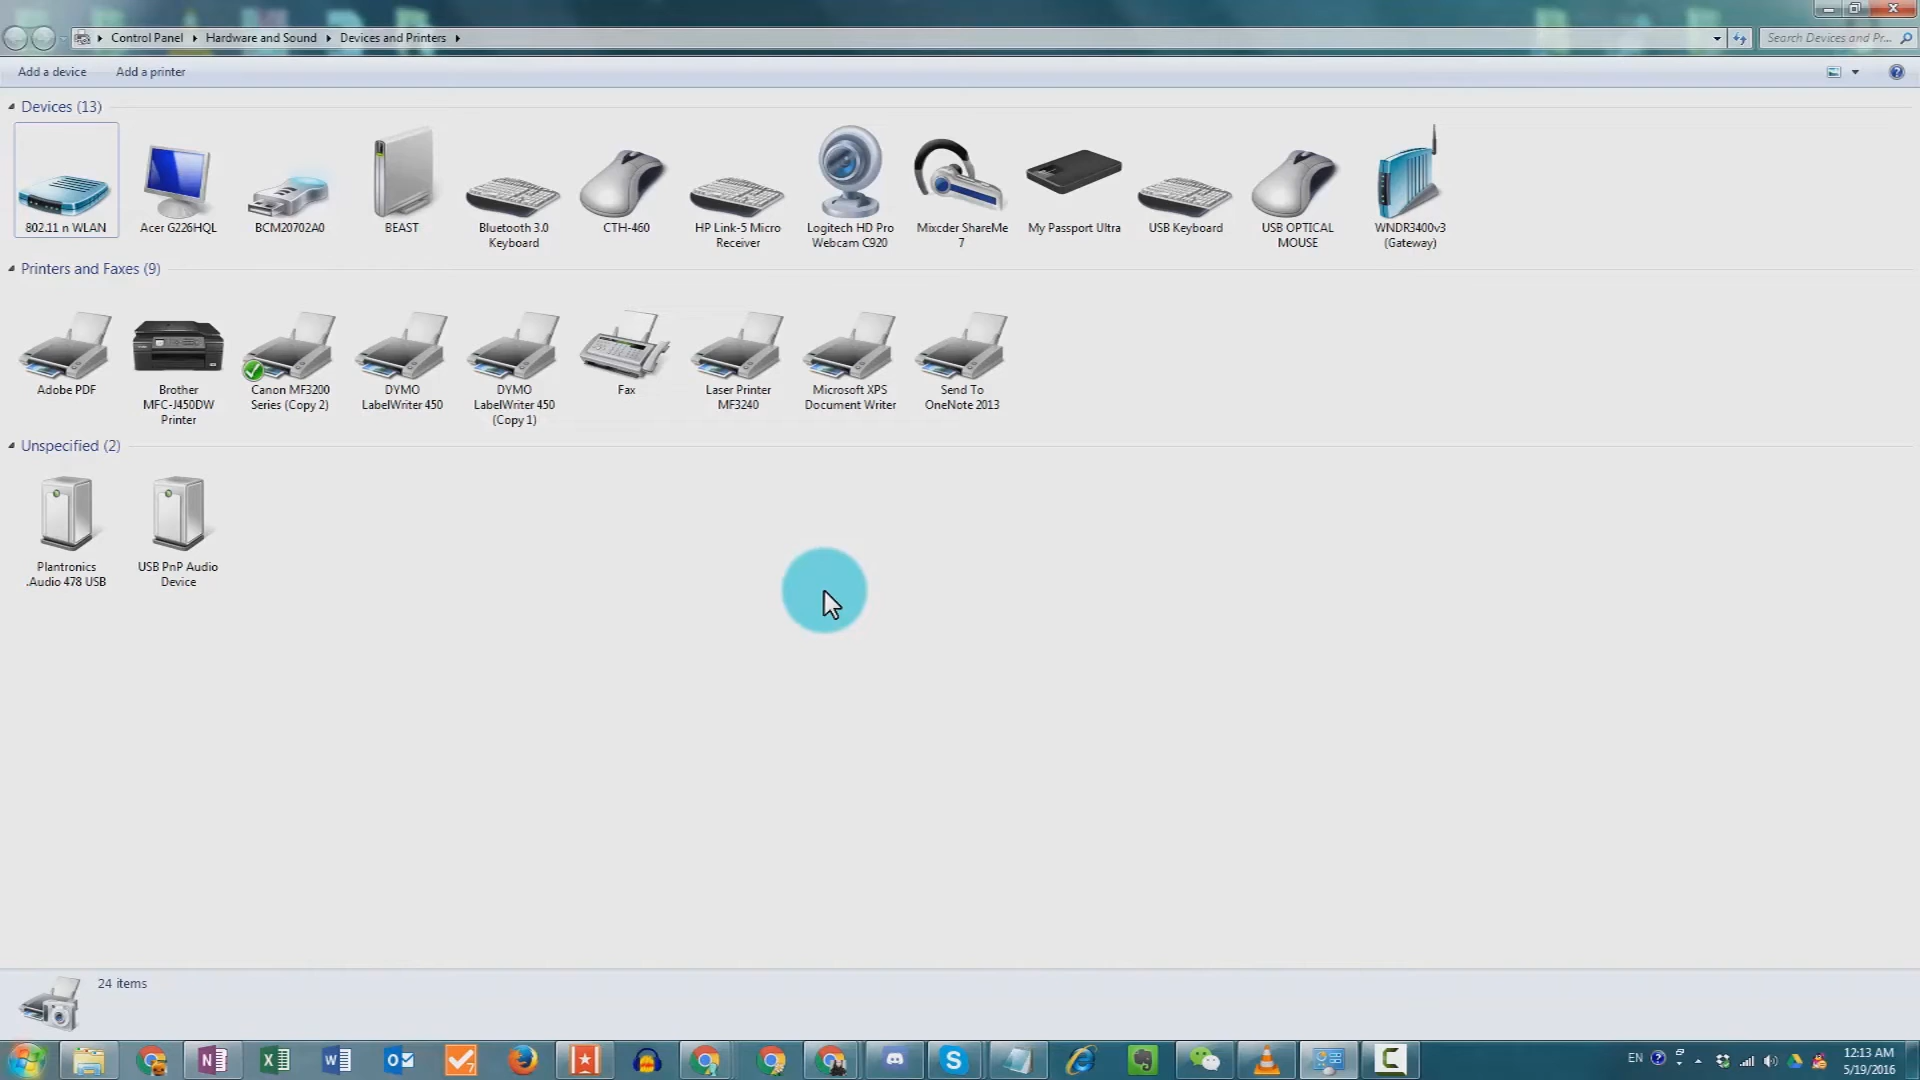 Control Panel Hardware and Sound Devices and Printers
Search Devices and Pr...
Add a device Add a printer
Devices (13)
802.11 n WLAN
Acer G226HQL
BCM20702A0
BEAST
Bluetooth 3.0
Keyboard
CTH-460
HP Link-5 Micro
Receiver
Logitech HD Pro
Webcam C920
Mixcder ShareMe
7
My Passport Ultra
USB Keyboard
USB OPTICAL
MOUSE
WNDR3400v3
(Gateway)
Printers and Faxes (9)
Adobe PDF
Brother
MFC-J450DW
Printer
Canon MF3200
Series (Copy 2)
DYMO
LabelWriter 450
DYMO
LabelWriter 450
(Copy 1)
Fax
Laser Printer
MF3240
Microsoft XPS
Document Writer
Send To
OneNote 2013
Unspecified (2)
Plantronics
.Audio 478 USB
USB PnP Audio
Device
24 items
EN
12:13 AM
5/19/2016